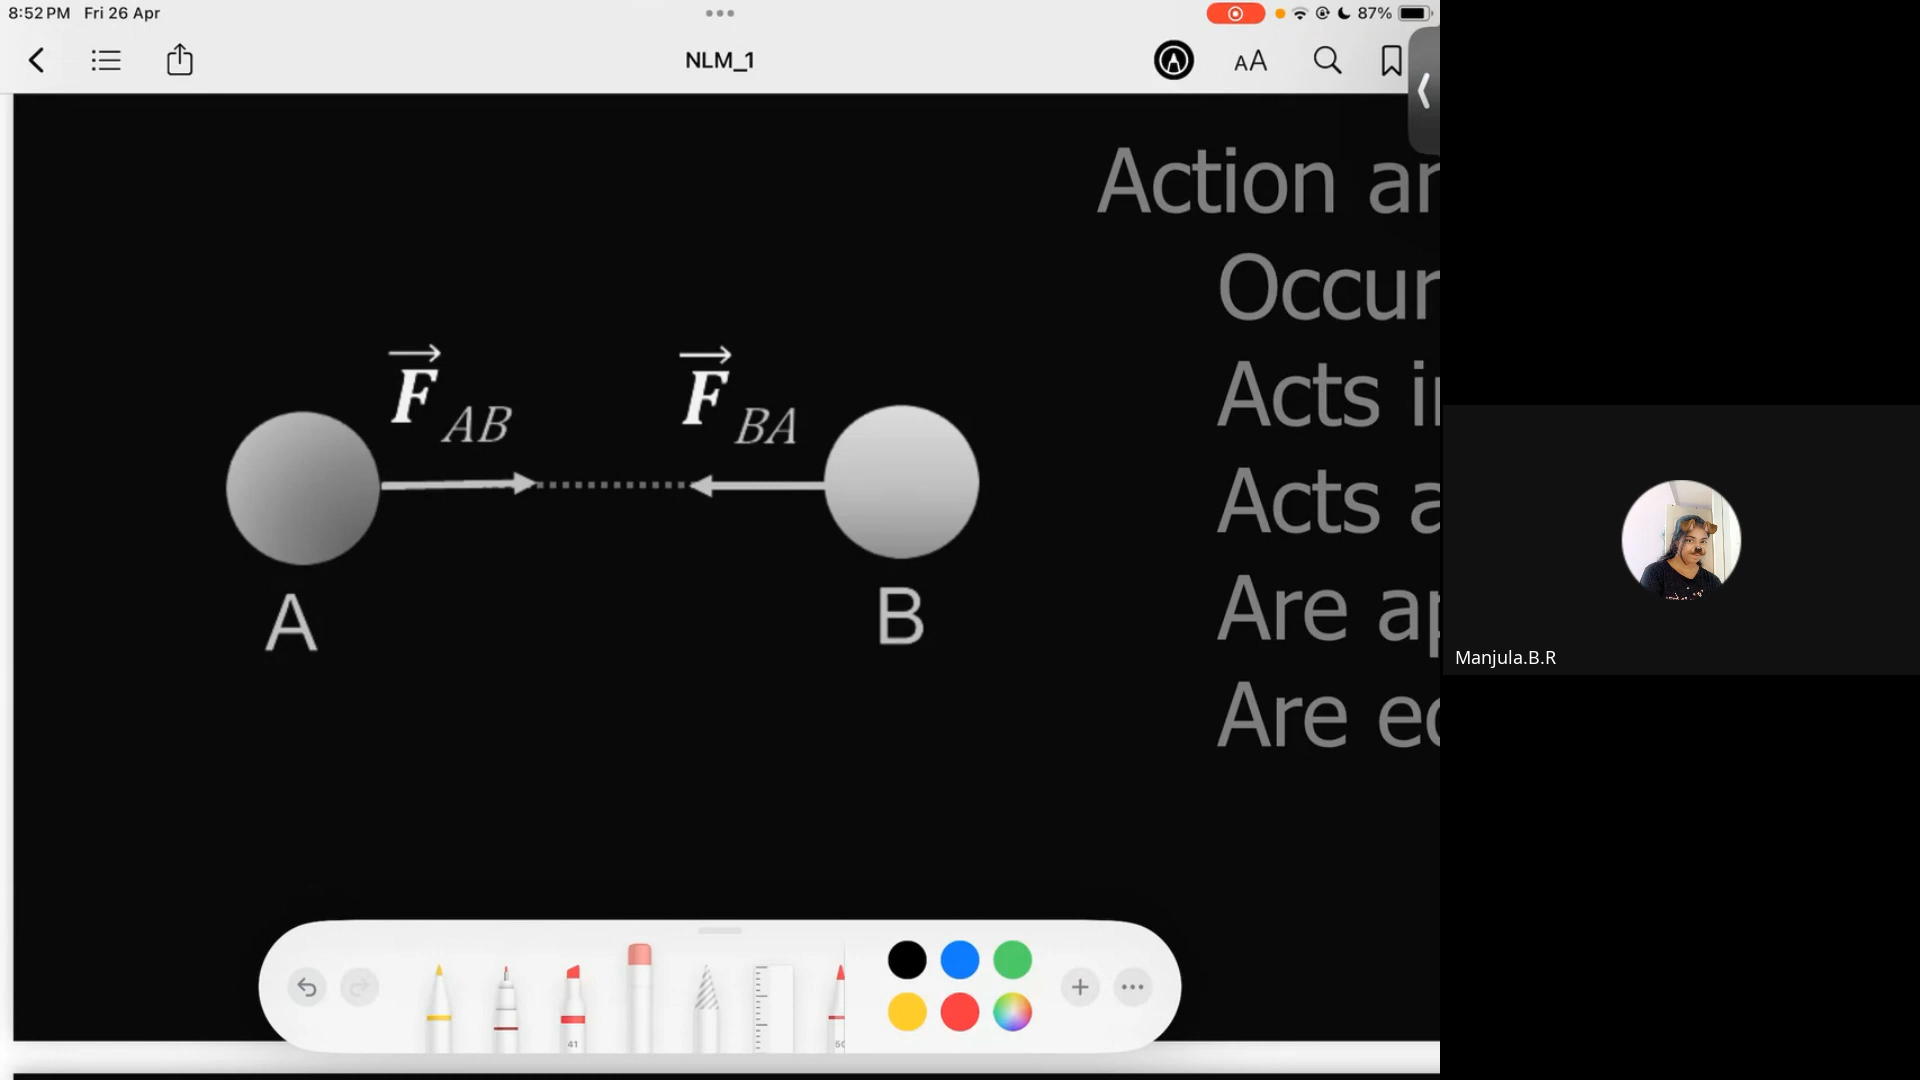 8:52 PM Fri 26 Apr
87%
NLM_1
AA
Action
Occur
Acts
F AB
F BA
Acts
A
B
Are
Are
Manjula.B.R
41